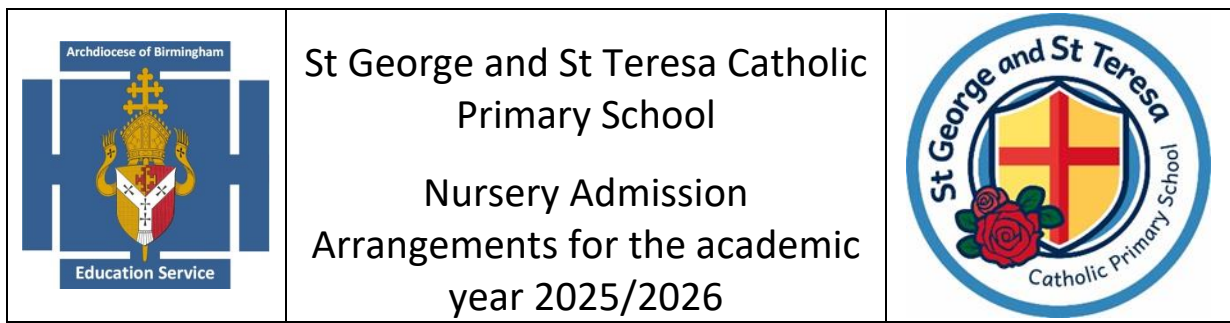 Archdiocese of Birmingham
Education Service
St George and St Teresa Catholic
Primary School
Nursery Admission
Arrangements for the academic
year 2025/2026
St George and St Teresa
Catholic Primary School